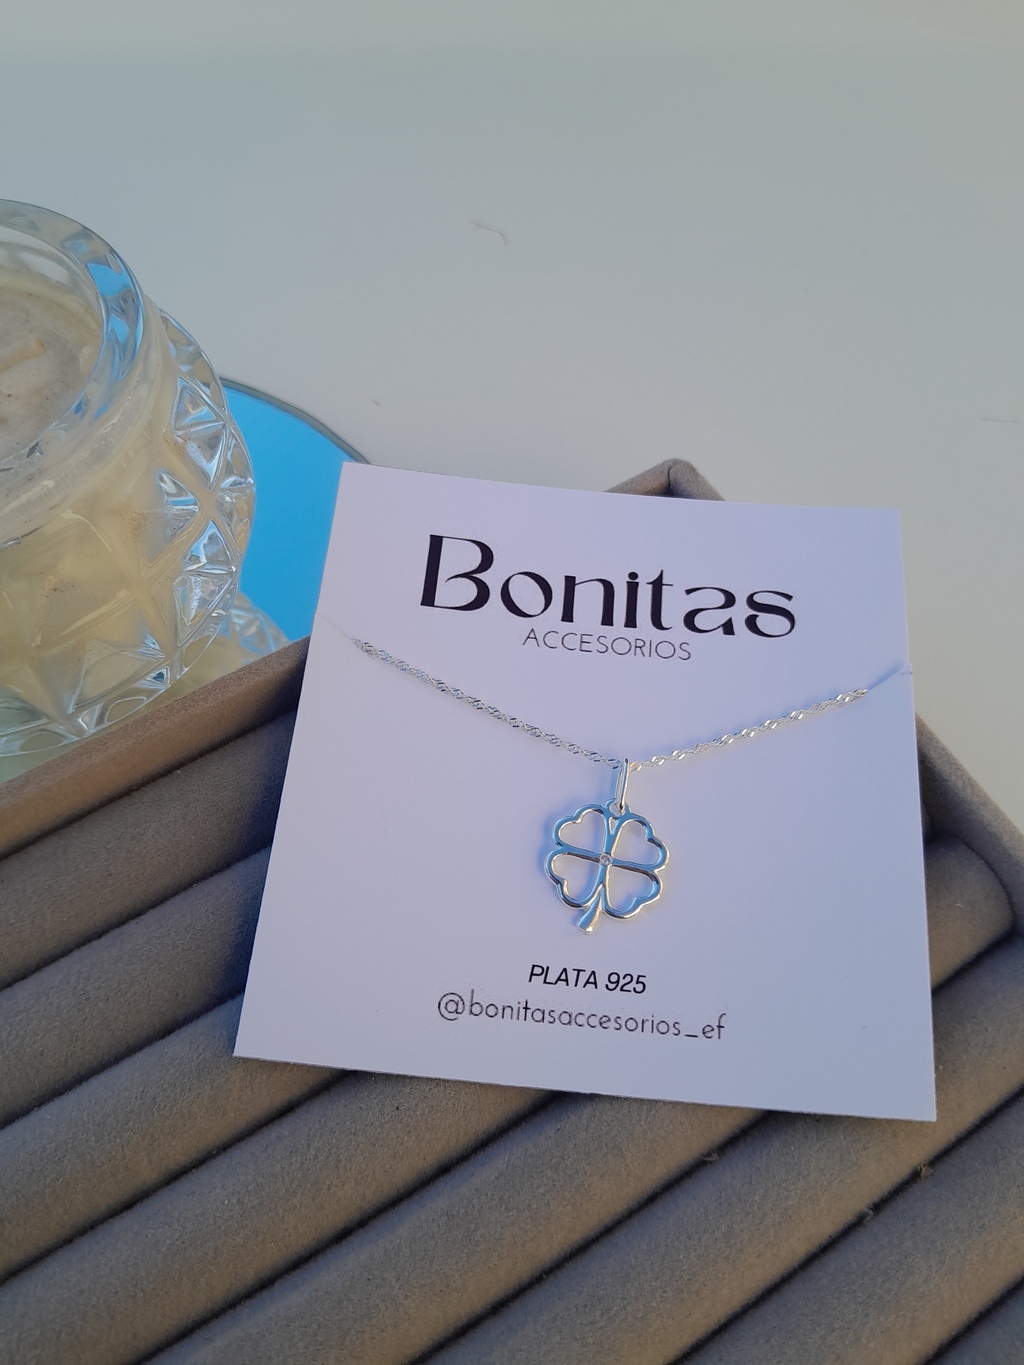 Bonitas
ACCESORIOS
PLATA 925
@bonitasaccesorios_ef